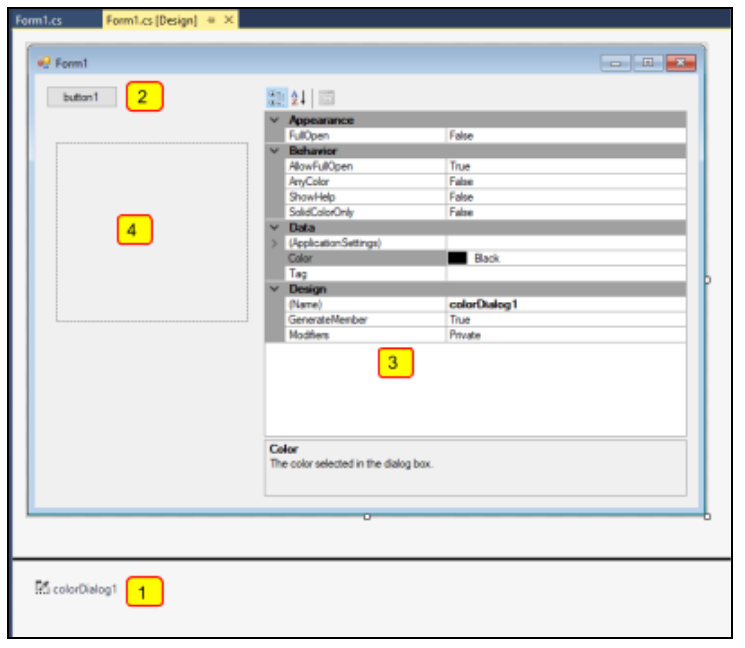 Form1.cs Form1.cs [Design]
Form1
button1 2
Appearance
FullOpen False
Behavior
AllowFullOpen True
AnyColor False
ShowHelp False
SolidColorOnly False
4
Data
(ApplicationSettings)
Color Black
Tag
Design
(Name) colorDialog1
GenerateMember True
Modifiers Private
3
Color
The color selected in the dialog box.
colorDialog1 1